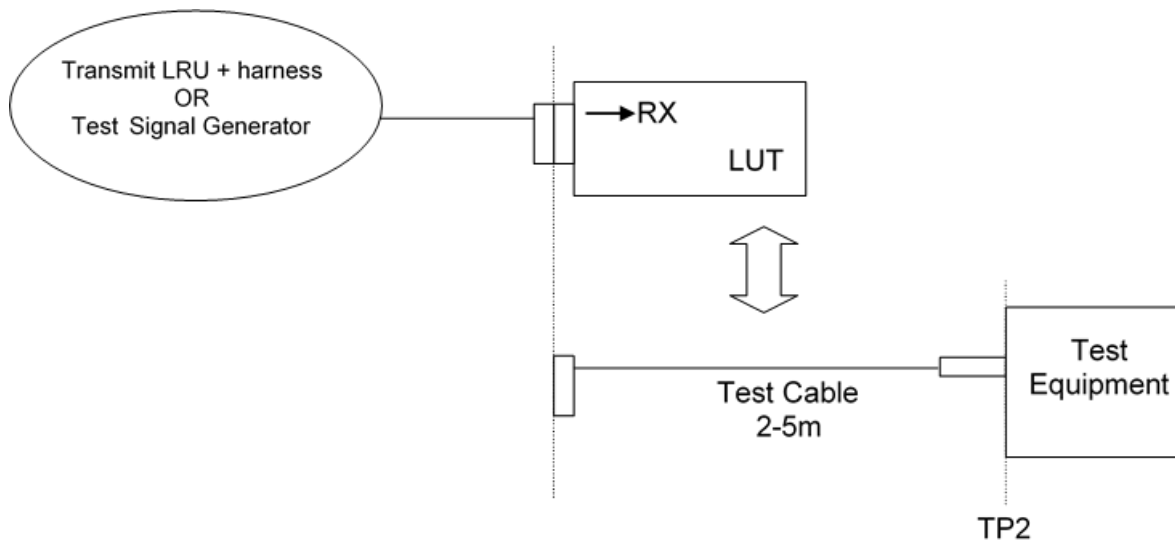 Transmit LRU + harness
OR
Test Signal Generator
RX
LUT
Test Cable
2-5m
Test
Equipment
TP2